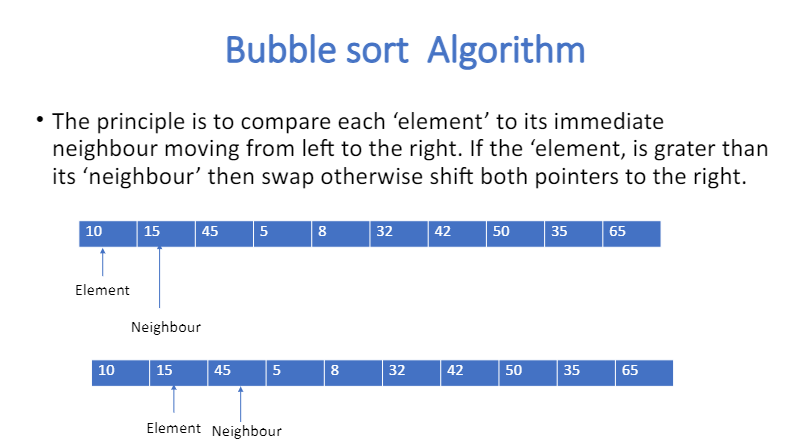 Bubble sort  Algorithm
• The principle is to compare each ‘element’ to its immediate
neighbour moving from left to the right. If the ‘element, is grater than
its ‘neighbour’ then swap otherwise shift both pointers to the right.
10 15 45 5 8 32 42 50 35 65
Element
Neighbour
10 15 45 5 8 32 42 50 35 65
Element Neighbour